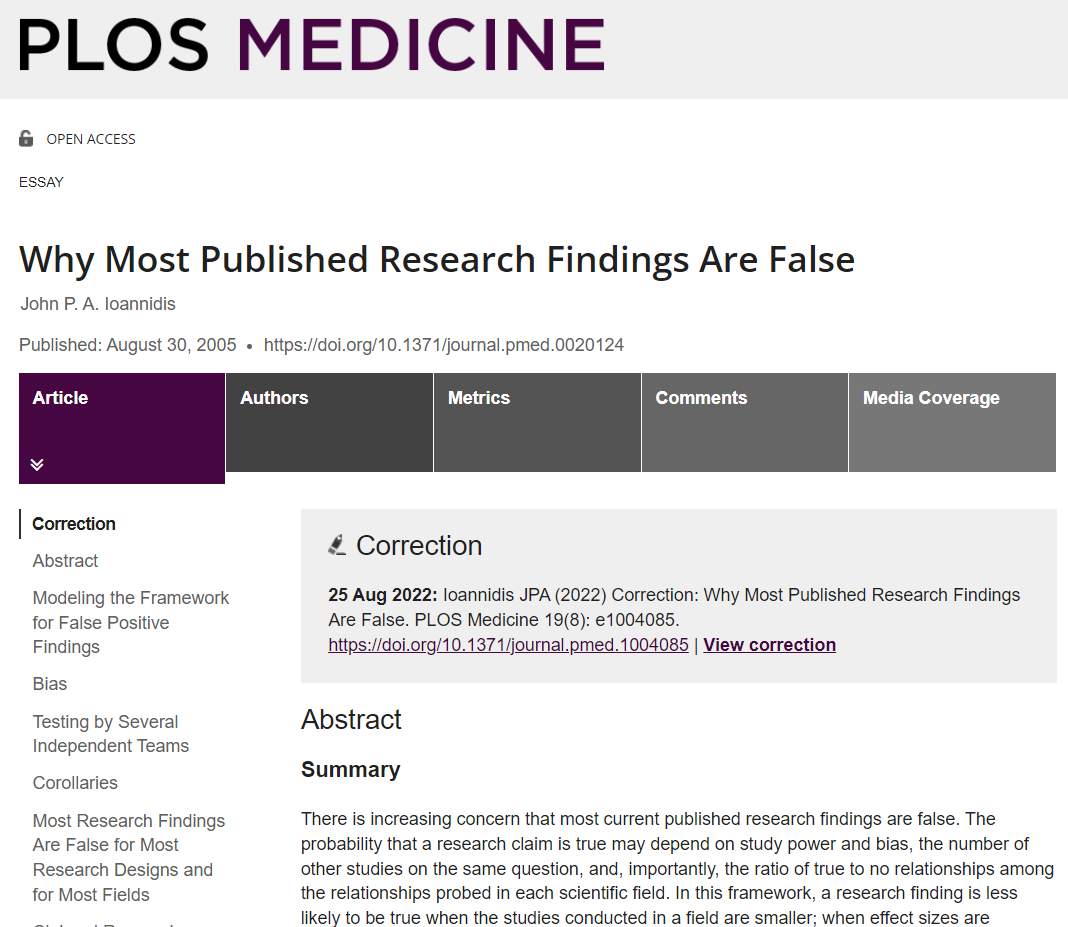 PLOS MEDICINE
OPEN ACCESS
ESSAY
Why Most Published Research Findings Are False
John P. A. Ioannidis
Published: August 30, 2005 • https://doi.org/10.1371/journal.pmed.0020124
Article
Authors
Metrics
Comments
Media Coverage
Correction
Abstract
Modeling the Framework
for False Positive
Findings
Bias
Testing by Several
Independent Teams
Corollaries
Most Research Findings
Are False for Most
Research Designs and
for Most Fields
Correction
25 Aug 2022: Ioannidis JPA (2022) Correction: Why Most Published Research Findings
Are False. PLOS Medicine 19(8): e1004085.
https://doi.org/10.1371/journal.pmed.1004085 | View correction
Abstract
Summary
There is increasing concern that most current published research findings are false. The
probability that a research claim is true may depend on study power and bias, the number of
other studies on the same question, and, importantly, the ratio of true to no relationships among
the relationships probed in each scientific field. In this framework, a research finding is less
likely to be true when the studies conducted in a field are smaller; when effect sizes are